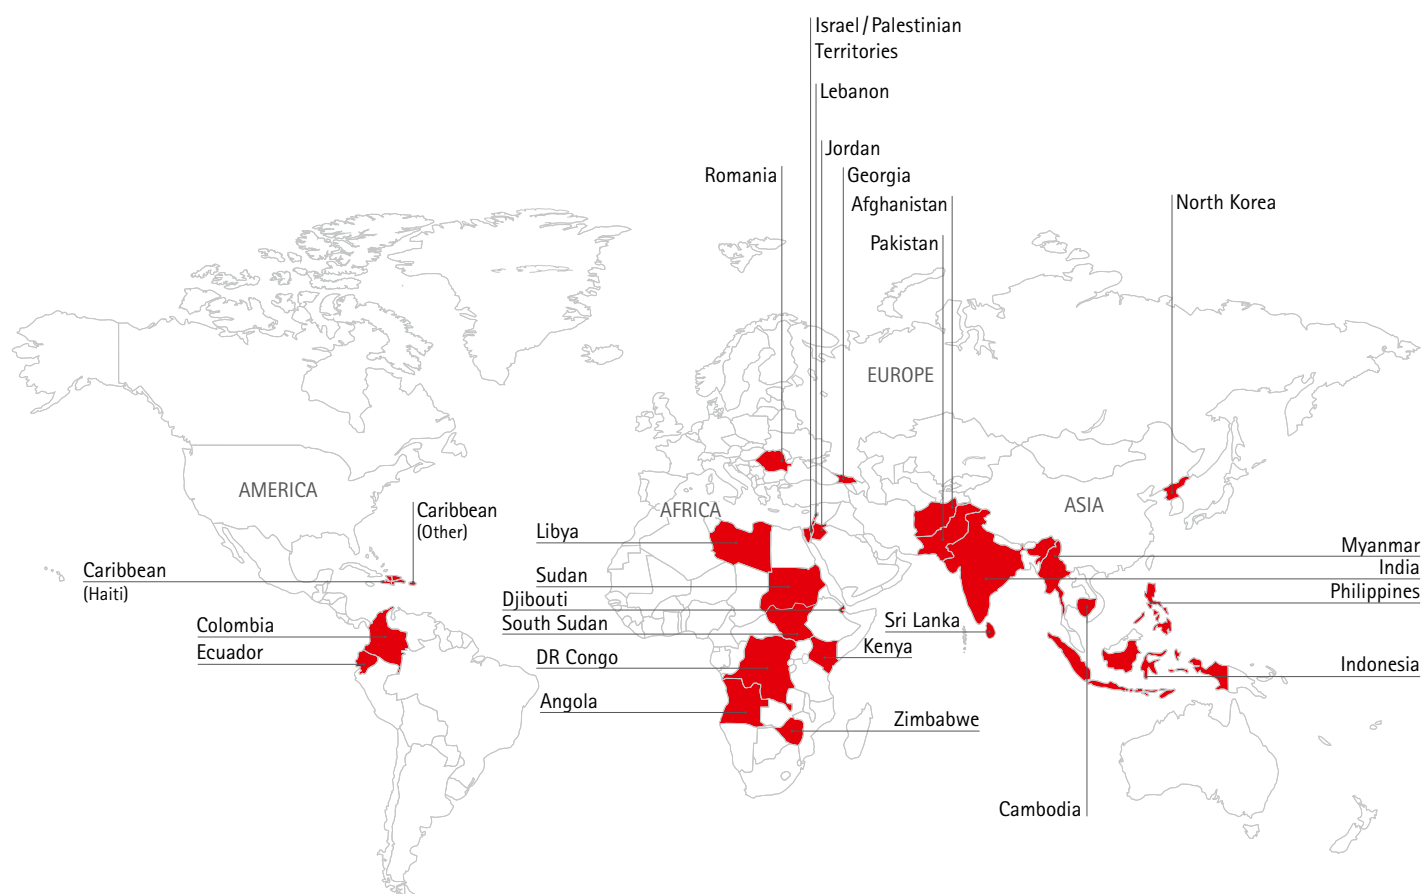 Israel / Palestinian
Territories
Lebanon
Jordan
Romania
Georgia
Afghanistan
North Korea
Pakistan
EUROPE
AMERICA
Caribbean
(Other)
AFRICA
ASIA
Libya
Myanmar
India
Caribbean
(Haiti)
Sudan
Philippines
Djibouti
Colombia
South Sudan
Sri Lanka
Kenya
Ecuador
DR Congo
Indonesia
Angola
Zimbabwe
Cambodia